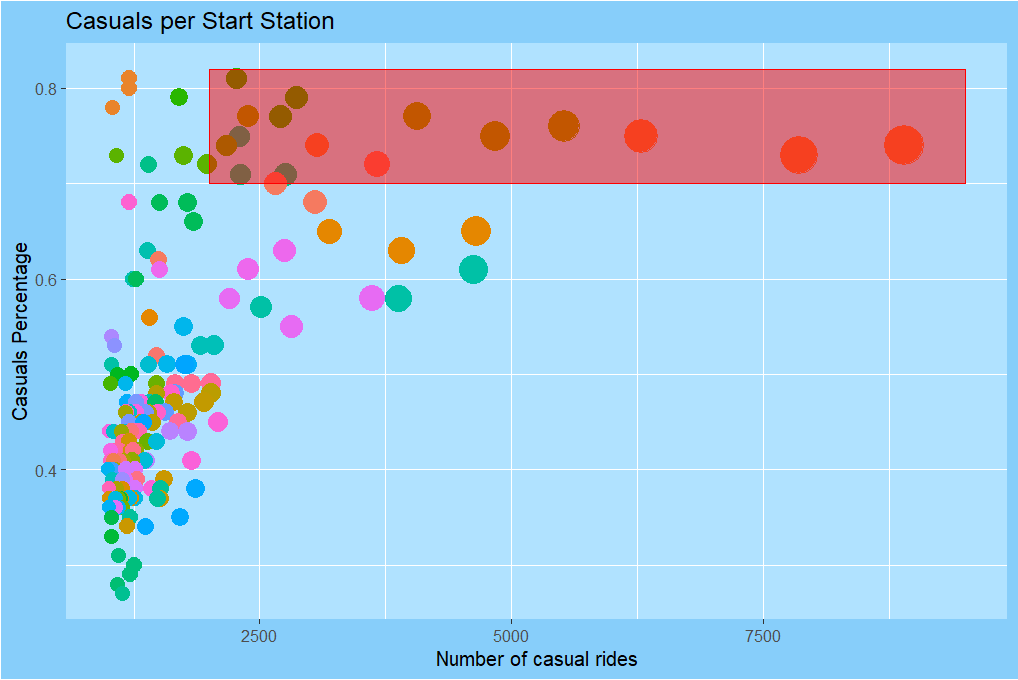 Casuals per Start Station
0.8
0.6
0.4
Casuals Percentage
2500 5000 7500
Number of casual rides